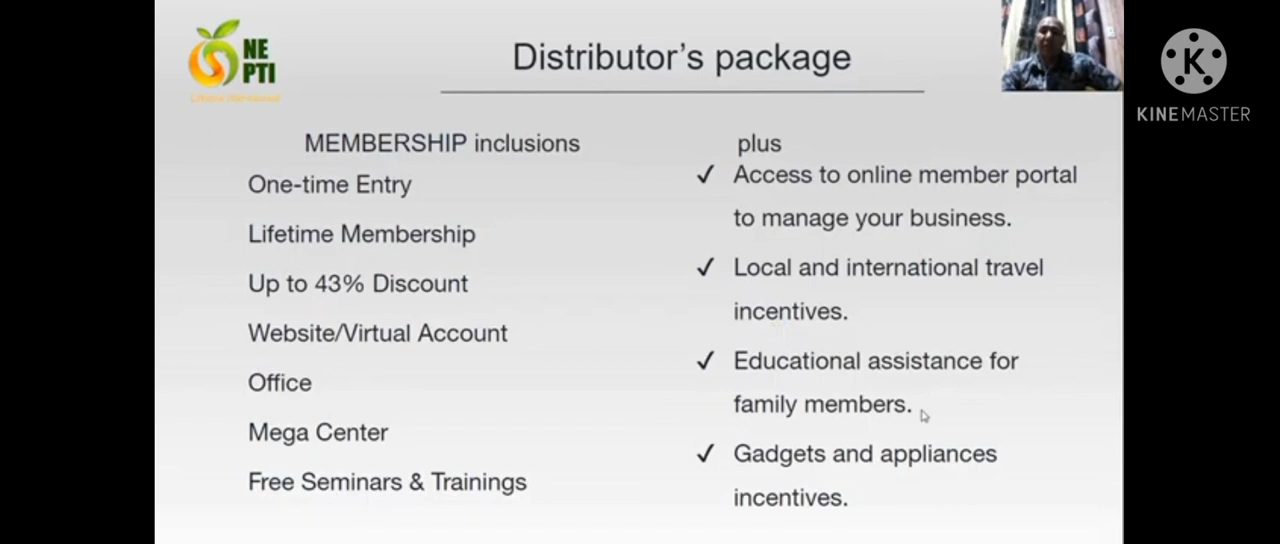 NE
PTI
Distributor's package
K
KINEMASTER
MEMBERSHIP inclusions
One-time Entry
Lifetime Membership
Up to 43% Discount
Website/Virtual Account
Office
Mega Center
Free Seminars & Trainings
plus
✓ Access to online member portal
to manage your business.
✓ Local and international travel
incentives.
✓ Educational assistance for
family members.
✓ Gadgets and appliances
incentives.